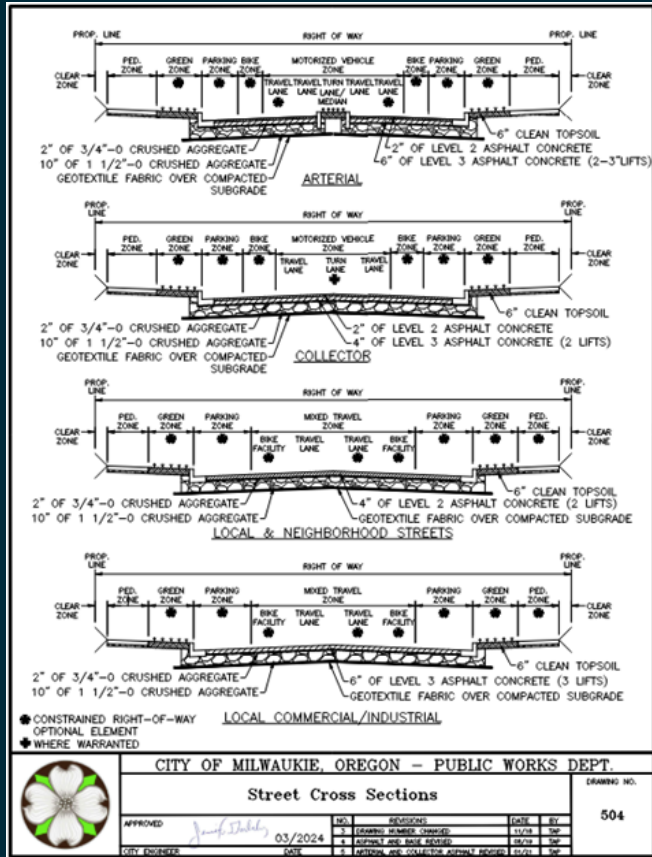 PROP. LINE
RIGHT OF WAY
PROP. LINE
CLEAR ZONE
PED. ZONE
GREEN ZONE
PARKING ZONE
BIKE ZONE
MOTORIZED VEHICLE ZONE
BIKE ZONE
PARKING ZONE
GREEN ZONE
PED. ZONE
CLEAR ZONE
TRAVEL LANE
TRAVEL LANE
TURN LANE/ MEDIAN
TRAVEL LANE
TRAVEL LANE
6" CLEAN TOPSOIL
2" OF 3/4"-0 CRUSHED AGGREGATE
2" OF LEVEL 2 ASPHALT CONCRETE
10" OF 1 1/2"-0 CRUSHED AGGREGATE
6" OF LEVEL 3 ASPHALT CONCRETE (2-3"LIFTS)
GEOTEXTILE FABRIC OVER COMPACTED
SUBGRADE
ARTERIAL
PROP. LINE
RIGHT OF WAY
PROP. LINE
CLEAR ZONE
PED. ZONE
GREEN ZONE
PARKING ZONE
BIKE ZONE
MOTORIZED VEHICLE ZONE
BIKE ZONE
PARKING ZONE
GREEN ZONE
PED. ZONE
CLEAR ZONE
TRAVEL LANE
TURN LANE
TRAVEL LANE
6" CLEAN TOPSOIL
2" OF 3/4"-0 CRUSHED AGGREGATE
2" OF LEVEL 2 ASPHALT CONCRETE
10" OF 1 1/2"-0 CRUSHED AGGREGATE
4" OF LEVEL 3 ASPHALT CONCRETE (2 LIFTS)
GEOTEXTILE FABRIC OVER COMPACTED
SUBGRADE
COLLECTOR
PROP. LINE
RIGHT OF WAY
PROP. LINE
CLEAR ZONE
PED. ZONE
GREEN ZONE
PARKING ZONE
MIXED TRAVEL ZONE
PARKING ZONE
GREEN ZONE
PED. ZONE
CLEAR ZONE
BIKE FACILITY
TRAVEL LANE
TRAVEL LANE
BIKE FACILITY
6" CLEAN TOPSOIL
2" OF 3/4"-0 CRUSHED AGGREGATE
4" OF LEVEL 2 ASPHALT CONCRETE (2 LIFTS)
10" OF 1 1/2"-0 CRUSHED AGGREGATE
GEOTEXTILE FABRIC OVER COMPACTED SUBGRADE
LOCAL & NEIGHBORHOOD STREETS
PROP. LINE
RIGHT OF WAY
PROP. LINE
CLEAR ZONE
PED. ZONE
GREEN ZONE
PARKING ZONE
MIXED TRAVEL ZONE
PARKING ZONE
GREEN ZONE
PED. ZONE
CLEAR ZONE
BIKE FACILITY
TRAVEL LANE
TRAVEL LANE
BIKE FACILITY
6" CLEAN TOPSOIL
2" OF 3/4"-0 CRUSHED AGGREGATE
6" OF LEVEL 3 ASPHALT CONCRETE (3 LIFTS)
10" OF 1 1/2"-0 CRUSHED AGGREGATE
GEOTEXTILE FABRIC OVER COMPACTED SUBGRADE
CONSTRAINED RIGHT-OF-WAY
OPTIONAL ELEMENT
WHERE WARRANTED
LOCAL COMMERCIAL/INDUSTRIAL
CITY OF MILWAUKIE, OREGON - PUBLIC WORKS DEPT.
Street Cross Sections
DRAWING NO.
504
APPROVED
03/2024
CITY ENGINEER
DATE
NO. REVISIONS DATE BY
3 DRAWING NUMBER CHANGED 11/18 TAP
4 ASPHALT AND BASE REVISED TAP
5 ARTERIAL AND COLLECTOR ASPHALT REVISED 01/21 TAP